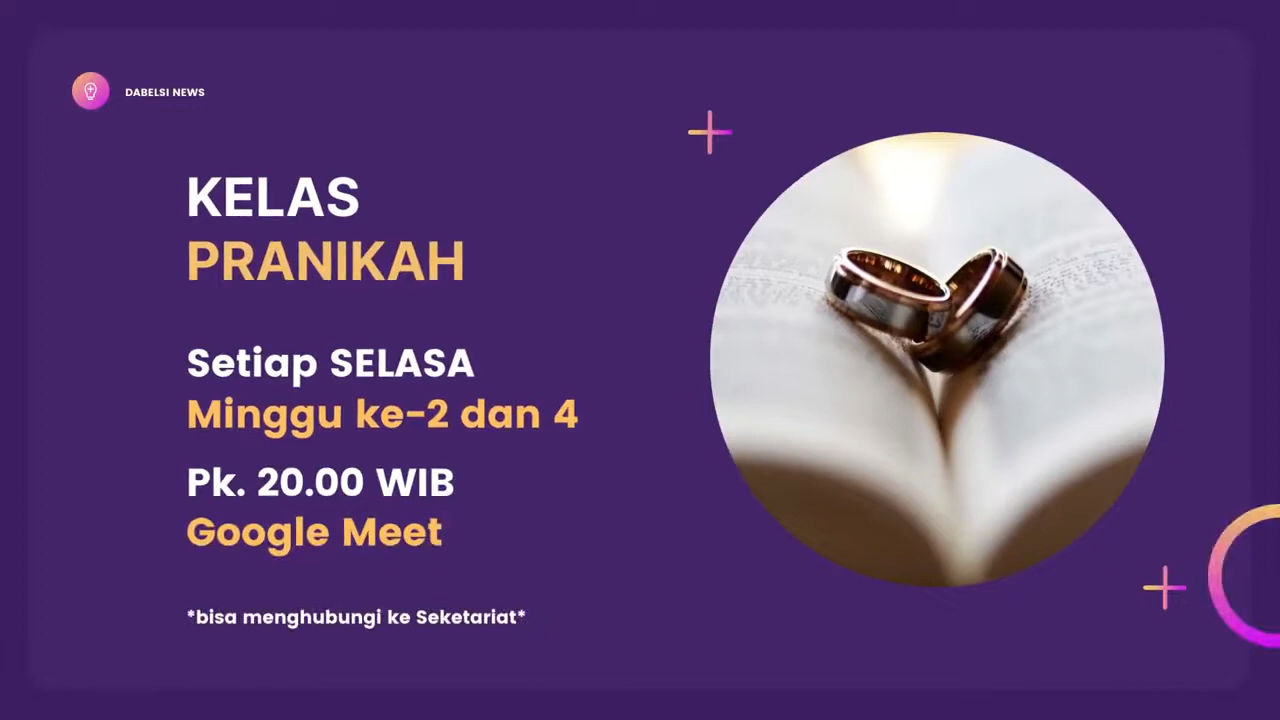 DABELSI NEWS
KELAS
PRANIKAH
Setiap SELASA
Minggu ke-2 dan 4
Pk. 20.00 WIB
Google Meet
*bisa menghubungi ke Seketariat*